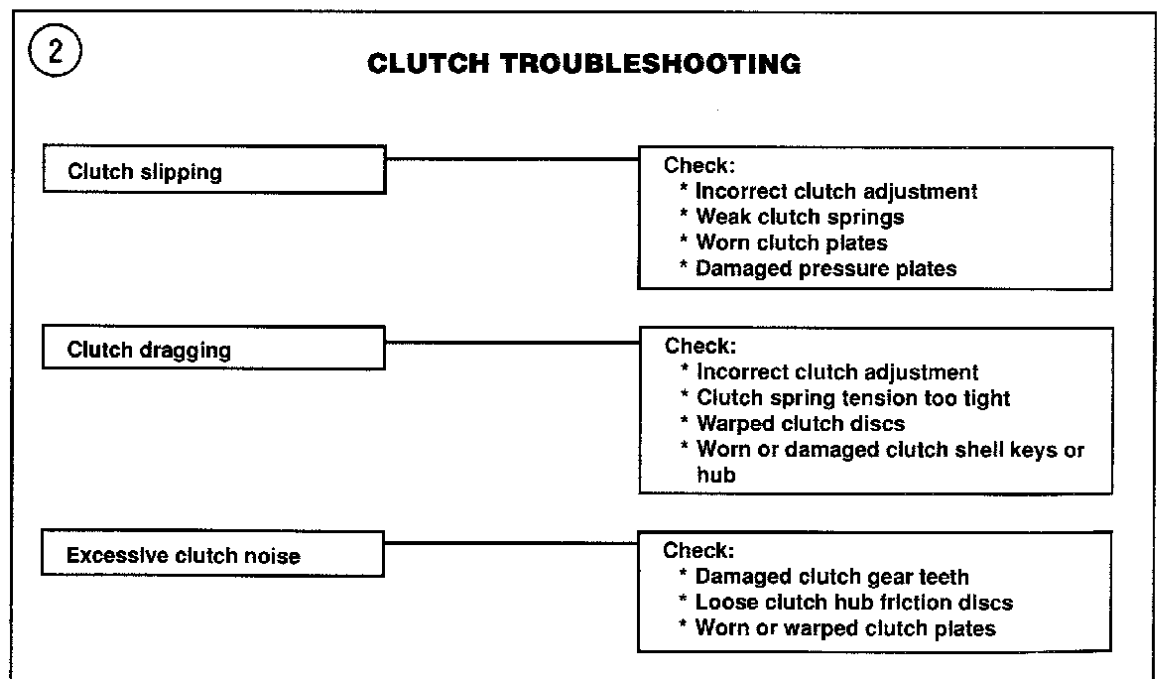 2
CLUTCH TROUBLESHOOTING
Clutch slipping
Check:
* Incorrect clutch adjustment
* Weak clutch springs
* Worn clutch plates
* Damaged pressure plates
Clutch dragging
Check:
* Incorrect clutch adjustment
* Clutch spring tension too tight
* Warped clutch discs
* Worn or damaged clutch shell keys or
hub
Excessive clutch noise
Check:
* Damaged clutch gear teeth
* Loose clutch hub friction discs
* Worn or warped clutch plates